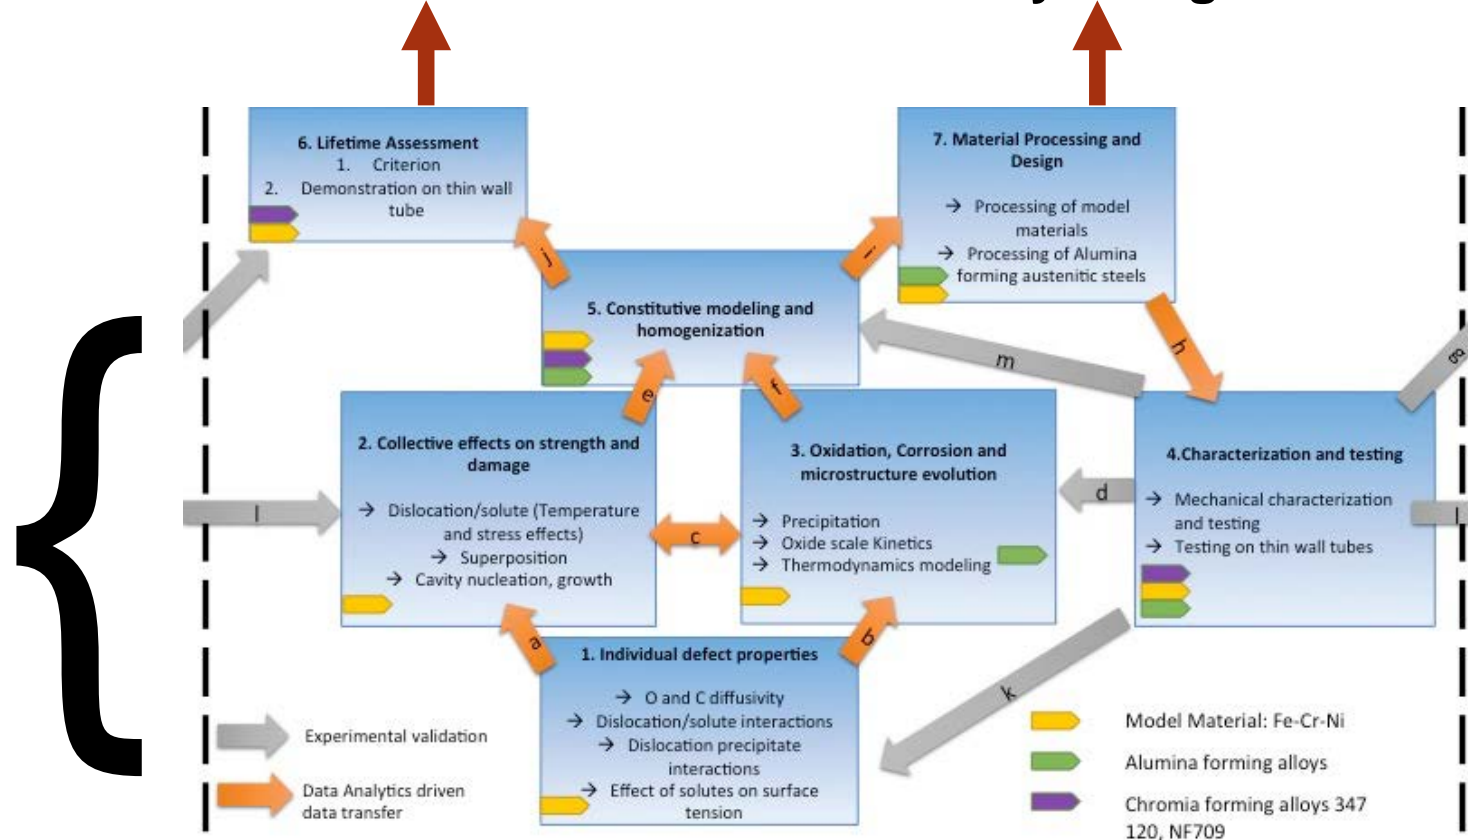 6. Lifetime Assessment
1. Criterion
2. Demonstration on thin wall
tube
7. Material Processing and
Design
→ Processing of model
materials
→ Processing of Alumina
forming austenitic steels
j
i
5. Constitutive modeling and
homogenization
h
g
m
e
f
2. Collective effects on strength and
damage
→ Dislocation/solute (Temperature
and stress effects)
→ Superposition
→ Cavity nucleation, growth
l
c
3. Oxidation, Corrosion and
microstructure evolution
→ Precipitation
→ Oxide scale Kinetics
→ Thermodynamics modeling
d
4.Characterization and testing
→ Mechanical characterization
and testing
→ Testing on thin wall tubes
l
a
b
k
1. Individual defect properties
→ O and C diffusivity
→ Dislocation/solute interactions
→ Dislocation precipitate
interactions
→ Effect of solutes on surface
tension
Experimental validation
Data Analytics driven
data transfer
Model Material: Fe-Cr-Ni
Alumina forming alloys
Chromia forming alloys 347
120, NF709